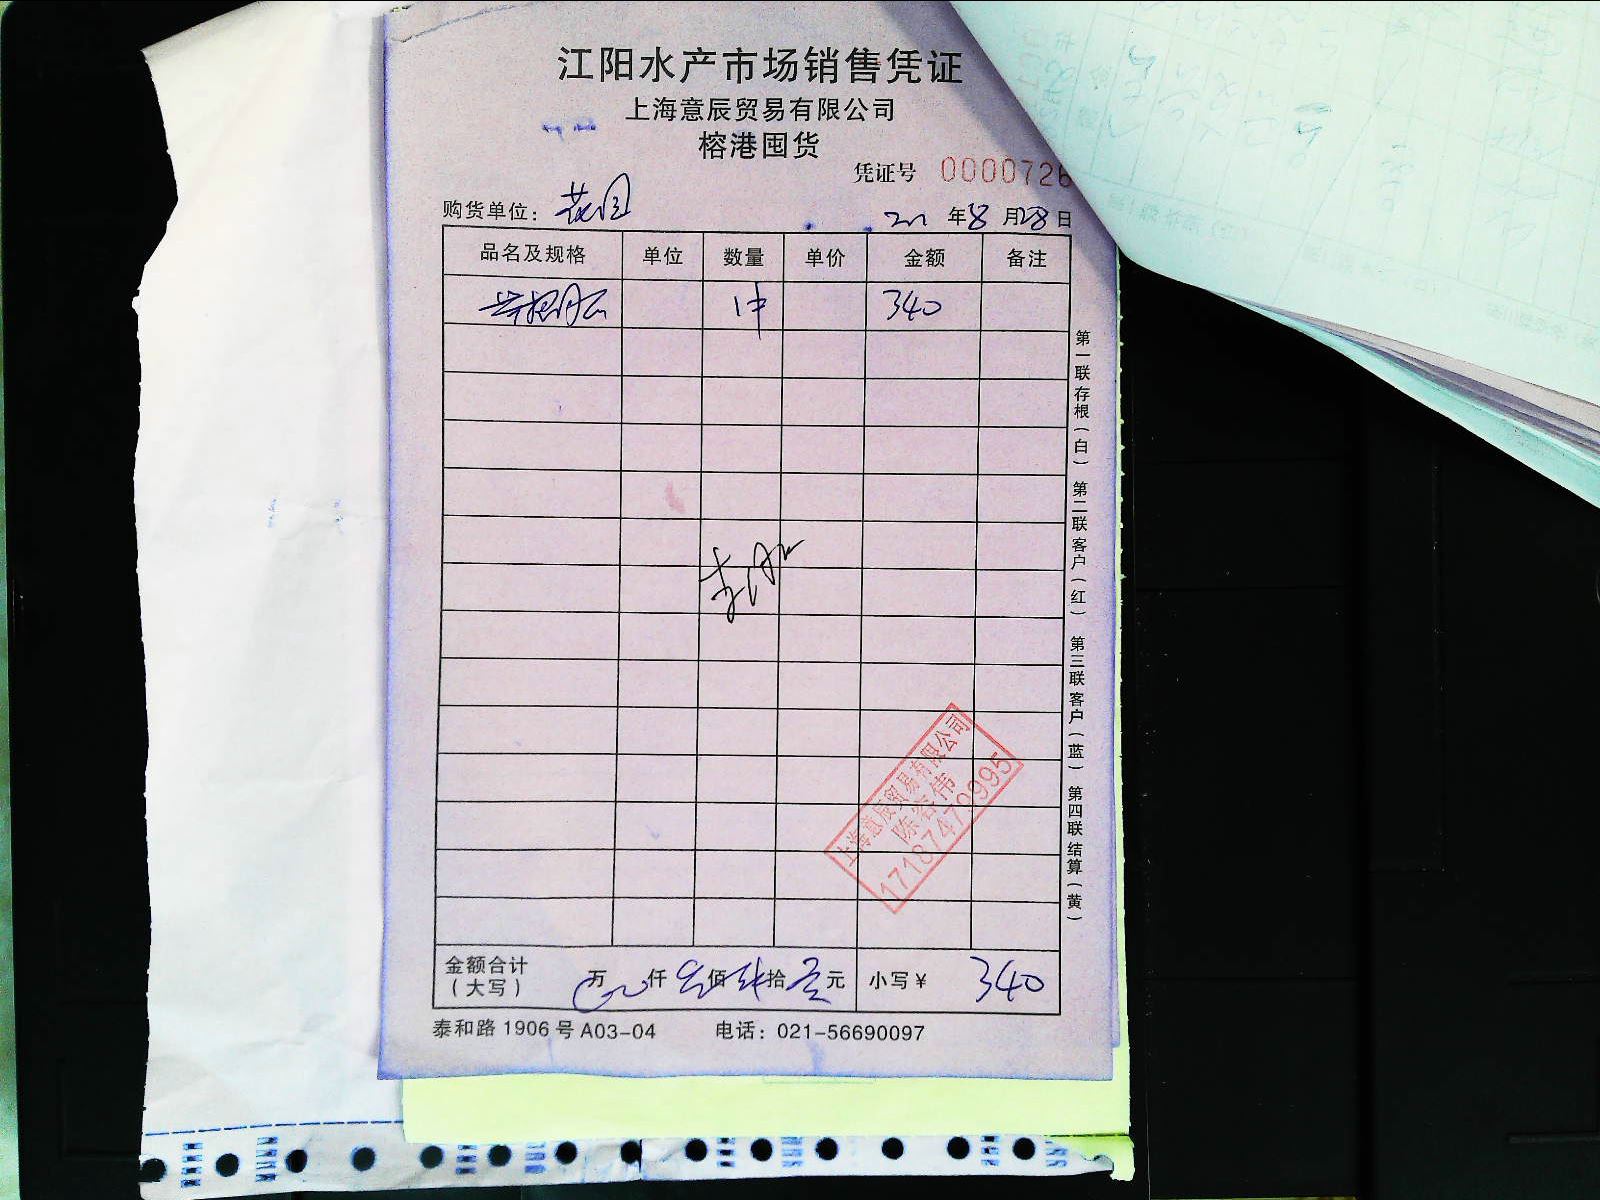 江阳水产市场销售凭证
上海意辰贸易有限公司
榕港囤货
凭证号 0000726
购货单位: 花园
年8月28日
品名及规格 单位 数量 单价 金额 备注
1件 340
第一联存根(白) 第二联客户(红) 第三联客户(蓝) 第四联结算(黄)
上海意辰贸易有限公司
陈容伟
17187479995
金额合计 万 仟 佰 拾 元 小写¥ 340
(大写)
泰和路1906号A03-04 电话: 021-56690097